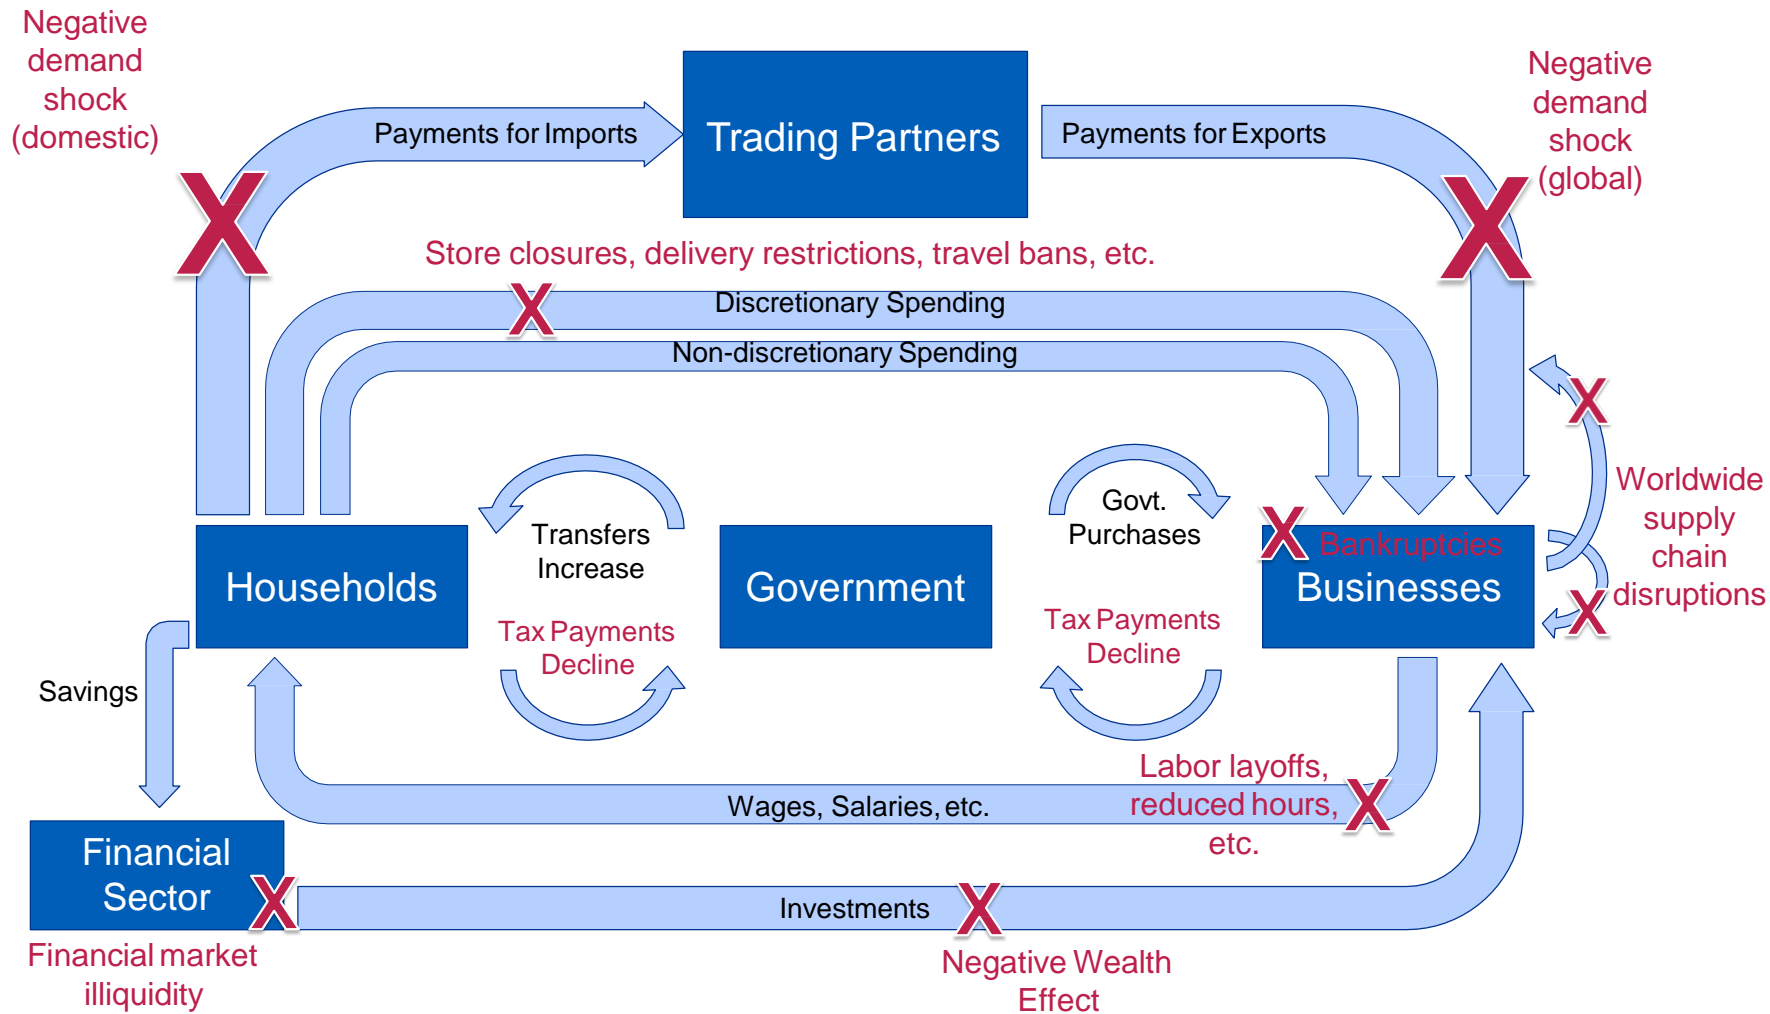 Negative
demand
shock
(domestic)
Payments for Imports
Trading Partners
Payments for Exports
Negative
demand
shock
(global)
Store closures, delivery restrictions, travel bans, etc.
X
X
X
Discretionary Spending
Non-discretionary Spending
X
Worldwide
supply
chain
disruptions
X
Transfers
Increase
Govt.
Purchases
X
Bankruptcies
Households
Government
Businesses
Tax Payments
Decline
Tax Payments
Decline
Savings
Labor layoffs,
reduced hours,
etc.
X
Wages, Salaries, etc.
Financial
Sector
X
Investments
X
Financial market
illiquidity
Negative Wealth
Effect